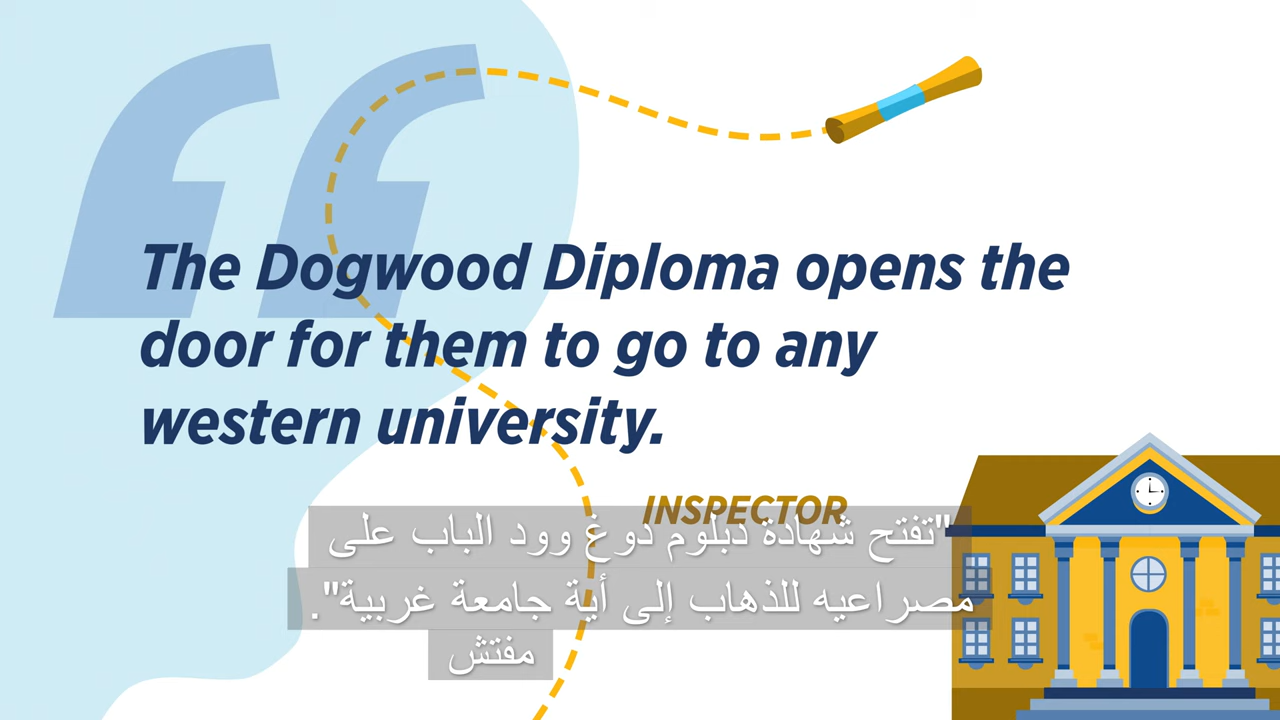 The Dogwood Diploma opens the
door for them to go to any
western university.
INSPECTOR
"تفتح شهادة دبلوم دوغ وود الباب على
مصراعيه للذهاب إلى أية جامعة غربية".
مفتش